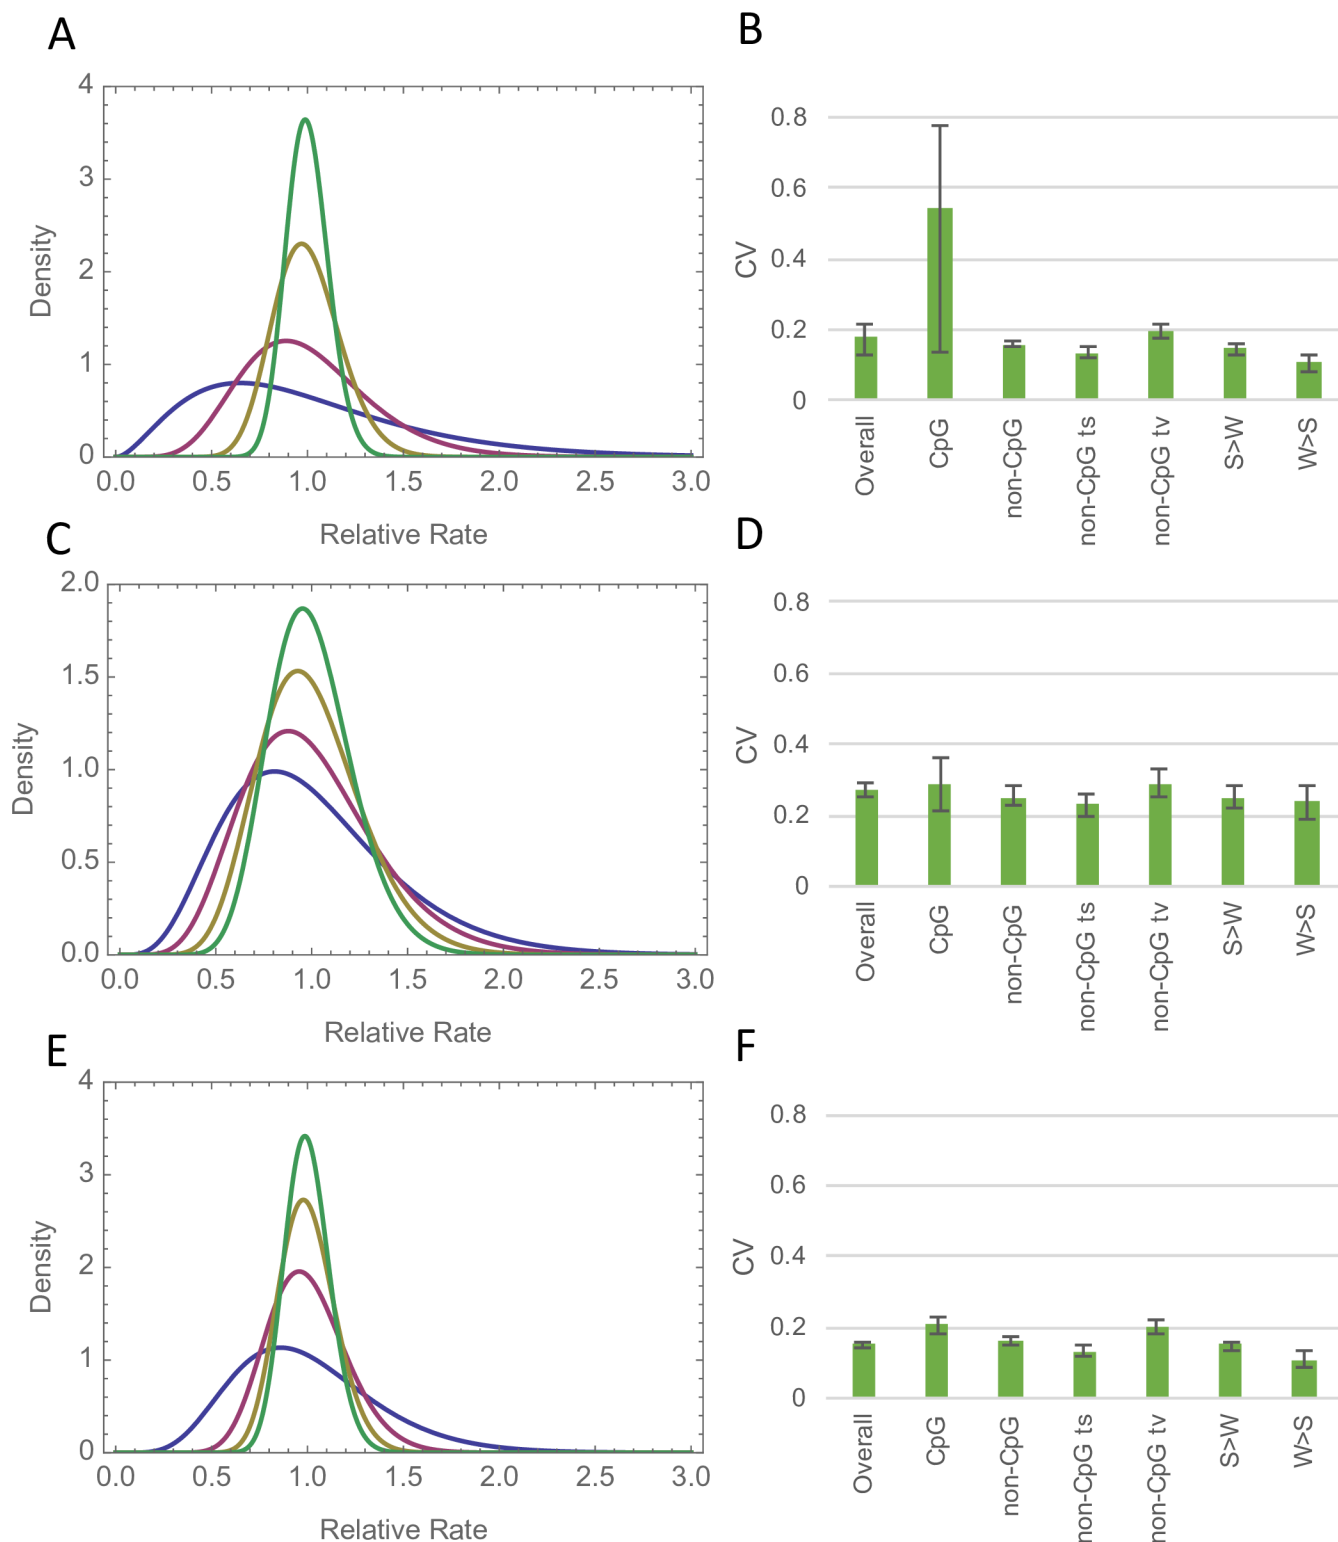 A
4
3
2
1
0
Density
0.0 0.5 1.0 1.5 2.0 2.5 3.0
Relative Rate
B
0.8
0.6
0.4
0.2
0
CV
Overall
CpG
non-CpG
non-CpG ts
non-CpG tv
S>W
W>S
C
2.0
1.5
1.0
0.5
0.0
Density
0.0 0.5 1.0 1.5 2.0 2.5 3.0
Relative Rate
D
0.8
0.6
0.4
0.2
0
CV
Overall
CpG
non-CpG
non-CpG ts
non-CpG tv
S>W
W>S
E
4
3
2
1
0
Density
0.0 0.5 1.0 1.5 2.0 2.5 3.0
Relative Rate
F
0.8
0.6
0.4
0.2
0
CV
Overall
CpG
non-CpG
non-CpG ts
non-CpG tv
S>W
W>S